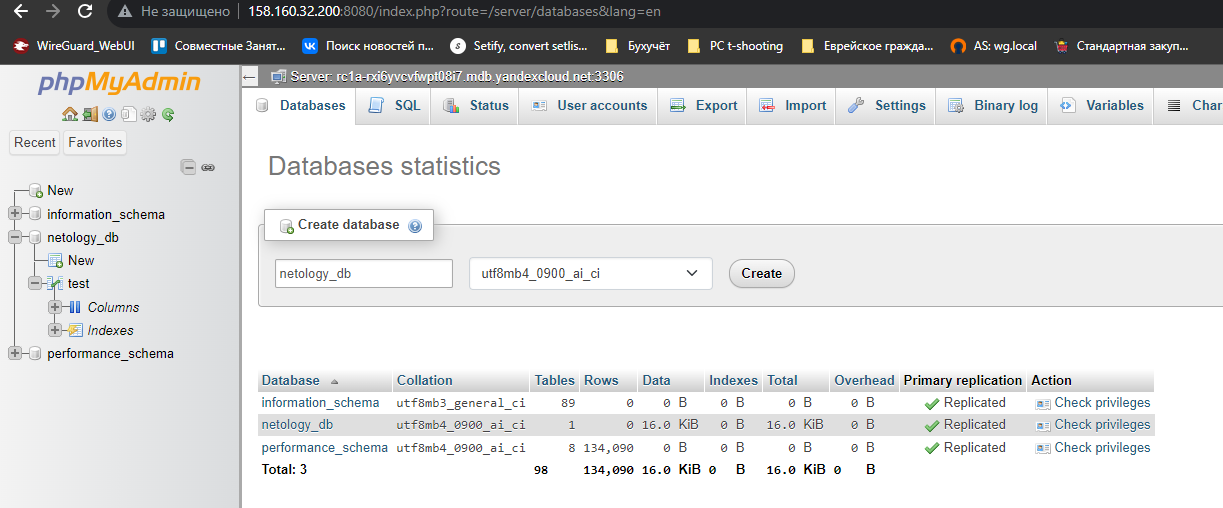 Не защищено 158.160.32.200:8080/index.php?route=/server/databases&lang=en
WireGuard_WebUI Совместные Занят... Поиск новостей п... Setify, convert setlis... Бухучёт PC t-shooting Еврейское гражда... AS: wg.local Стандартная закуп...
phpMyAdmin
Recent Favorites
New
information_schema
netology_db
New
test
Columns
Indexes
performance_schema
Server: rc1a-rxi6yvcvfwpt08i7.mdb.yandexcloud.net:3306
Databases SQL Status User accounts Export Import Settings Binary log Variables Char
Databases statistics
Create database
netology_db utf8mb4_0900_ai_ci Create
Database Collation Tables Rows Data Indexes Total Overhead Primary replication Action
information_schema utf8mb3_general_ci 89 0 0 B 0 B 0 B 0 B Replicated Check privileges
netology_db utf8mb4_0900_ai_ci 1 0 16.0 KiB 0 B 16.0 KiB 0 B Replicated Check privileges
performance_schema utf8mb4_0900_ai_ci 8 134,090 0 B 0 B 0 B 0 B Replicated Check privileges
Total: 3 98 134,090 16.0 KiB 0 B 16.0 KiB 0 B